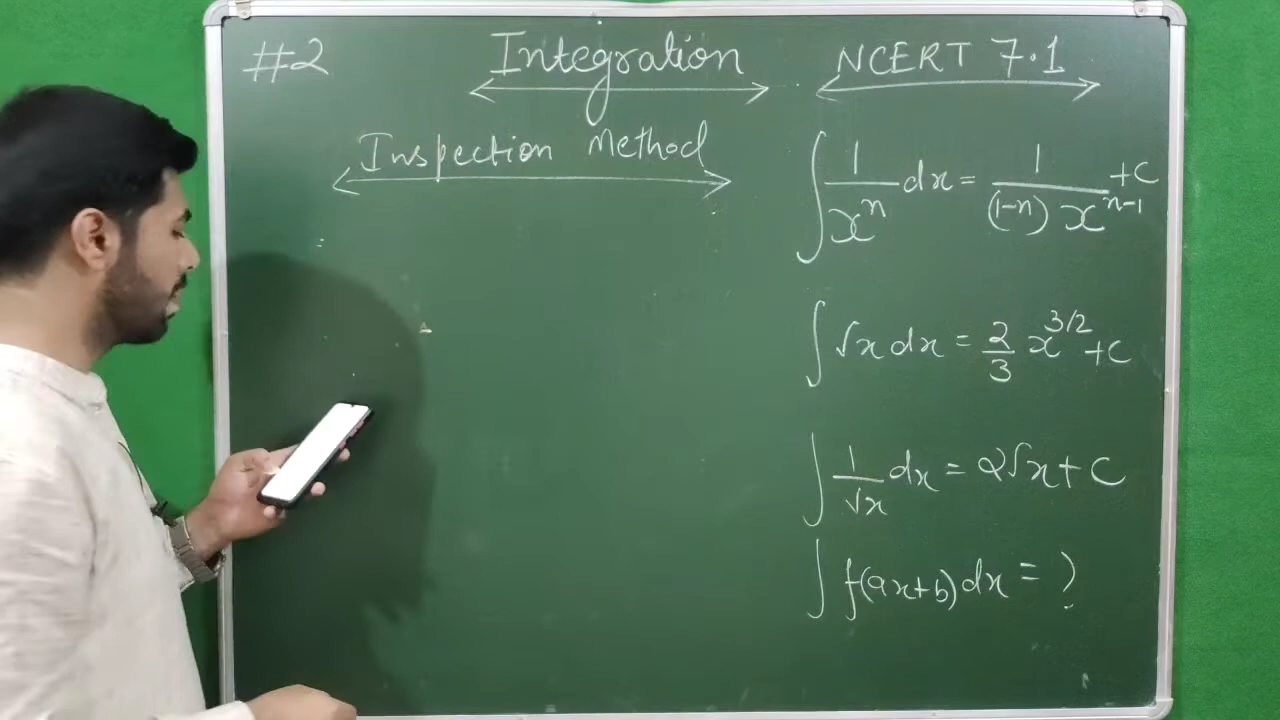 #2
Integration
NCERT 7.1
Inspection Method
∫ 1/xⁿ dx = 1/((1-n) xⁿ⁻¹) + C
∫ √x dx = 2/3 x^3/2 + C
∫ 1/√x dx = 2√x + C
∫ f(ax+b) dx = ?